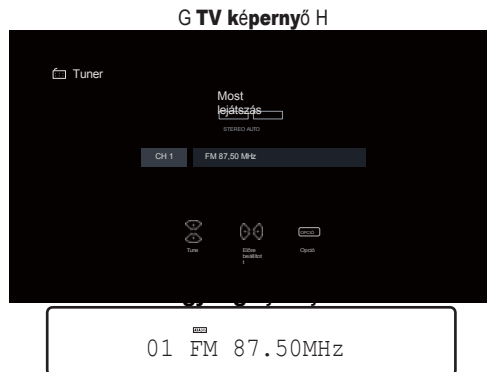 G TV képernyő H
Tuner
Most
lejátszás
STEREO AUTO
CH 1 FM 87,50 MHz
OPCIÓ
Tune Előre Opció
beállítot
t
01 FM 87.50MHz